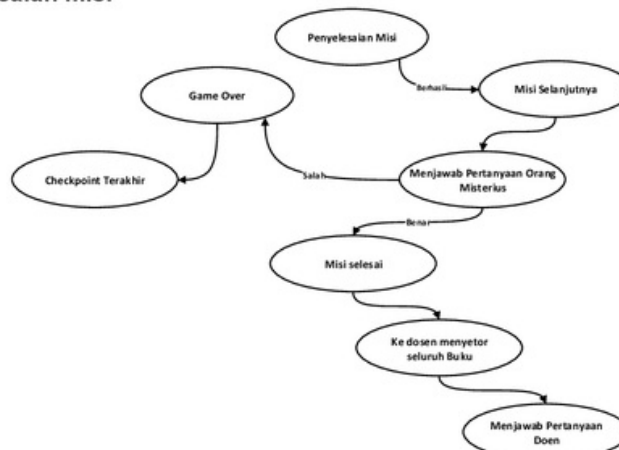 Penyelesaian Misi
Berhasil
Misi Selanjutnya
Game Over
Menjawab Pertanyaan Orang
Misterius
Salah
Checkpoint Terakhir
Benar
Misi selesai
Ke dosen menyetor
seluruh Buku
Menjawab Pertanyaan
Doen